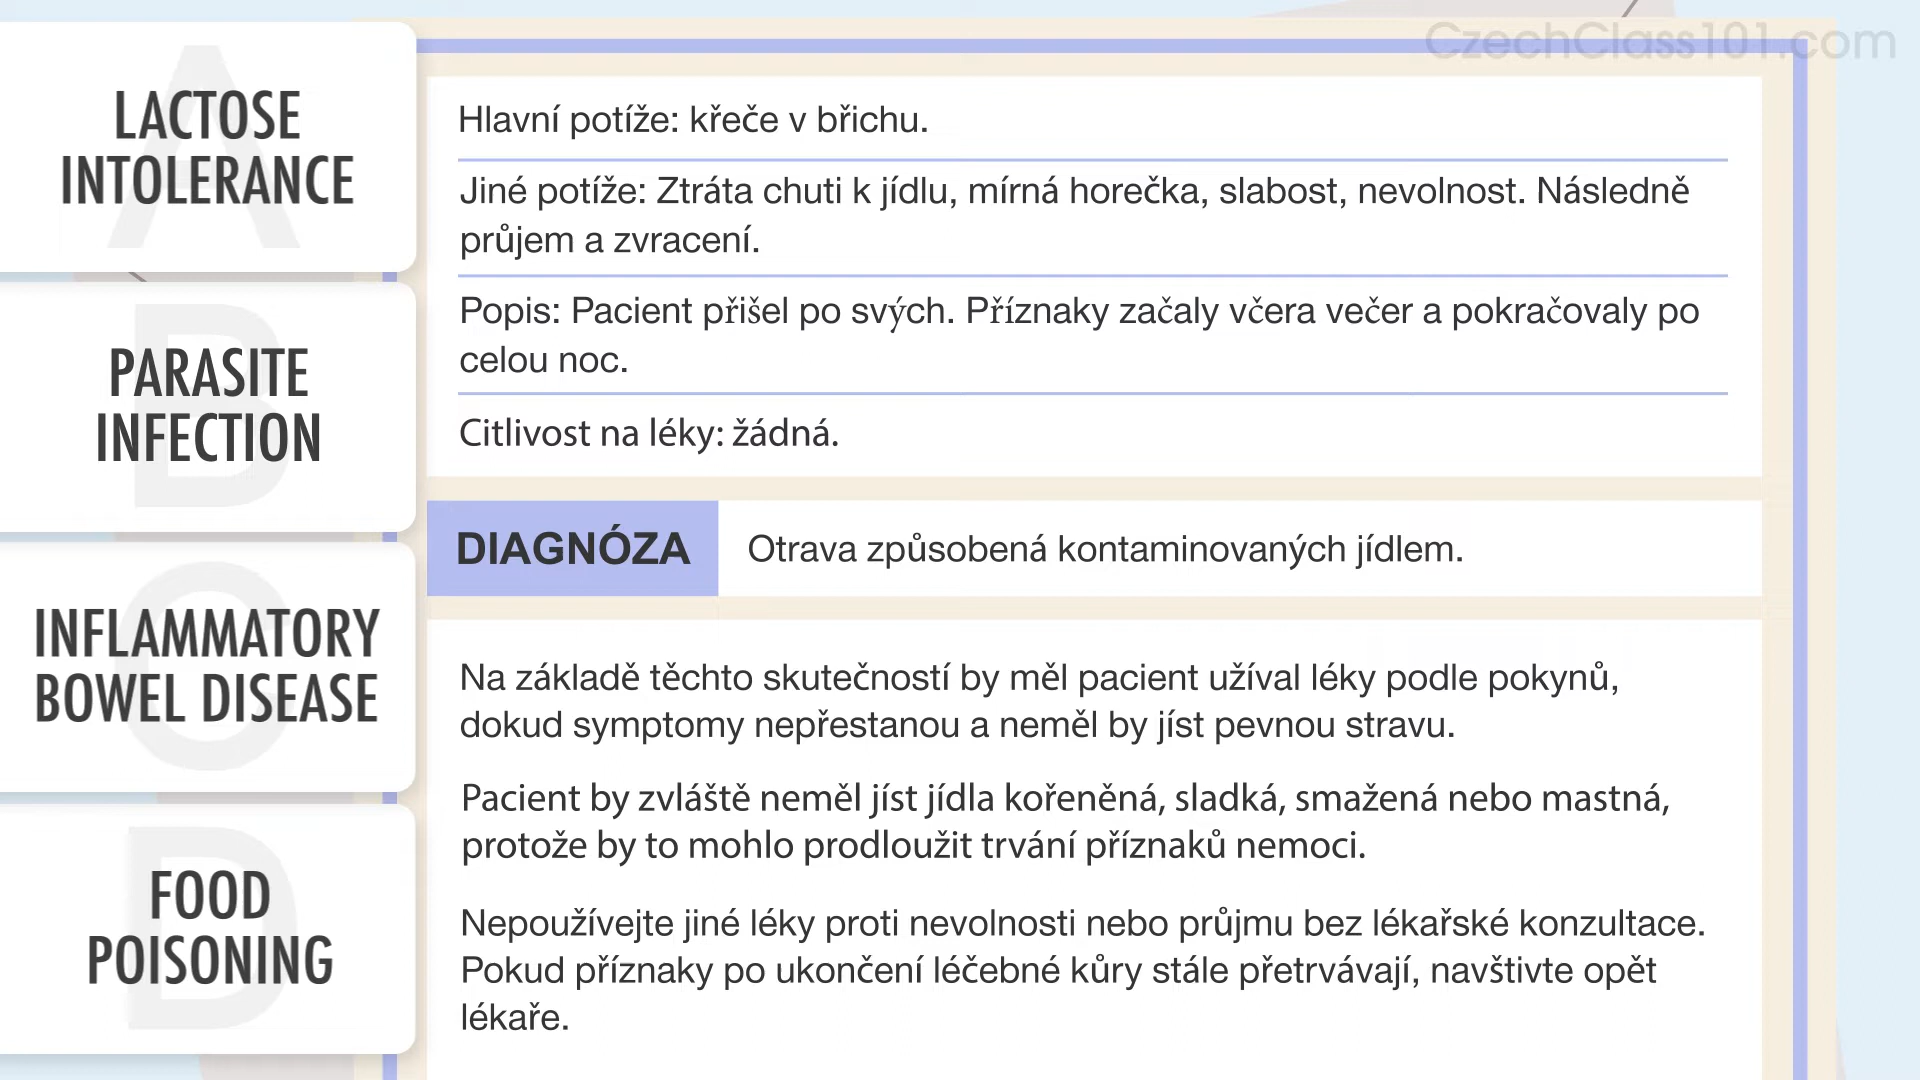 CzechClass101.com
A
LACTOSE
INTOLERANCE
B
PARASITE
INFECTION
C
INFLAMMATORY
BOWEL DISEASE
D
FOOD
POISONING
Hlavní potíže: křeče v břichu.
Jiné potíže: Ztráta chuti k jídlu, mírná horečka, slabost, nevolnost. Následně
průjem a zvracení.
Popis: Pacient přišel po svých. Příznaky začaly včera večer a pokračovaly po
celou noc.
Citlivost na léky: žádná.
DIAGNÓZA
Otrava způsobená kontaminovaných jídlem.
Na základě těchto skutečností by měl pacient užíval léky podle pokynů,
dokud symptomy nepřestanou a neměl by jíst pevnou stravu.
Pacient by zvláště neměl jíst jídla kořeněná, sladká, smažená nebo mastná,
protože by to mohlo prodloužit trvání příznaků nemoci.
Nepoužívejte jiné léky proti nevolnosti nebo průjmu bez lékařské konzultace.
Pokud příznaky po ukončení léčebné kůry stále přetrvávají, navštivte opět
lékaře.